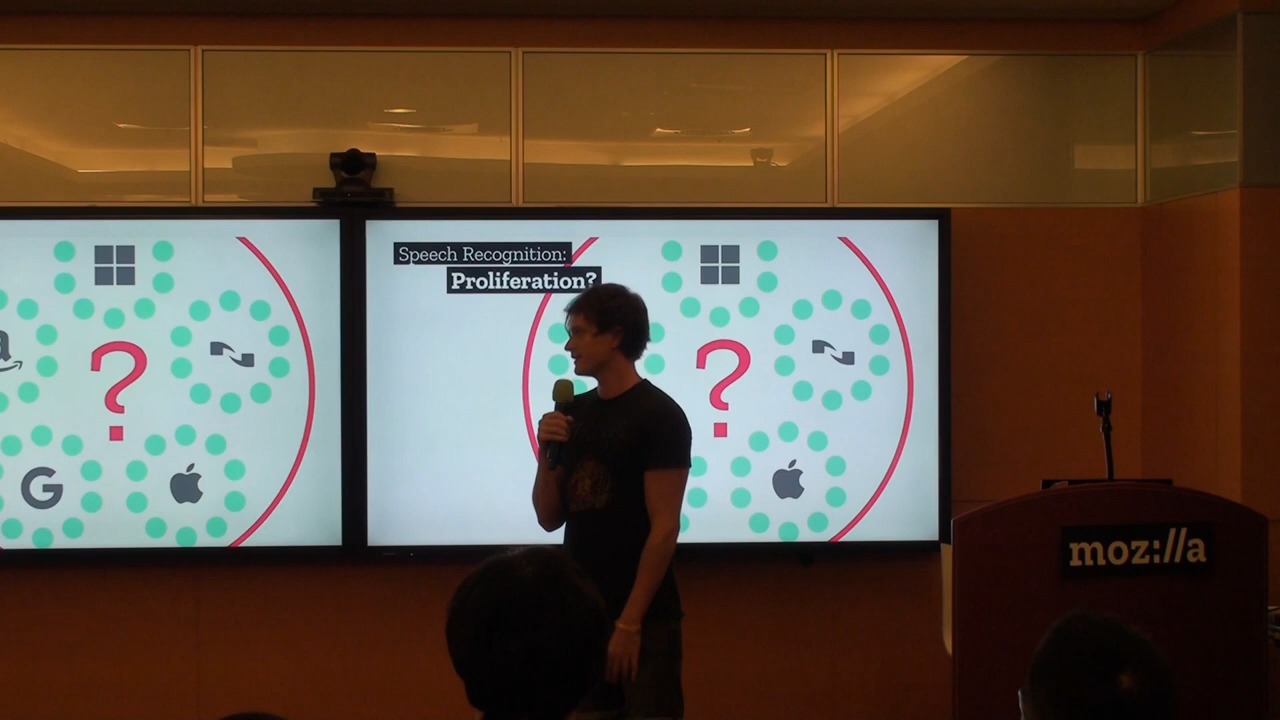 Speech Recognition:
Proliferation?
?
?
a
G
moz://a